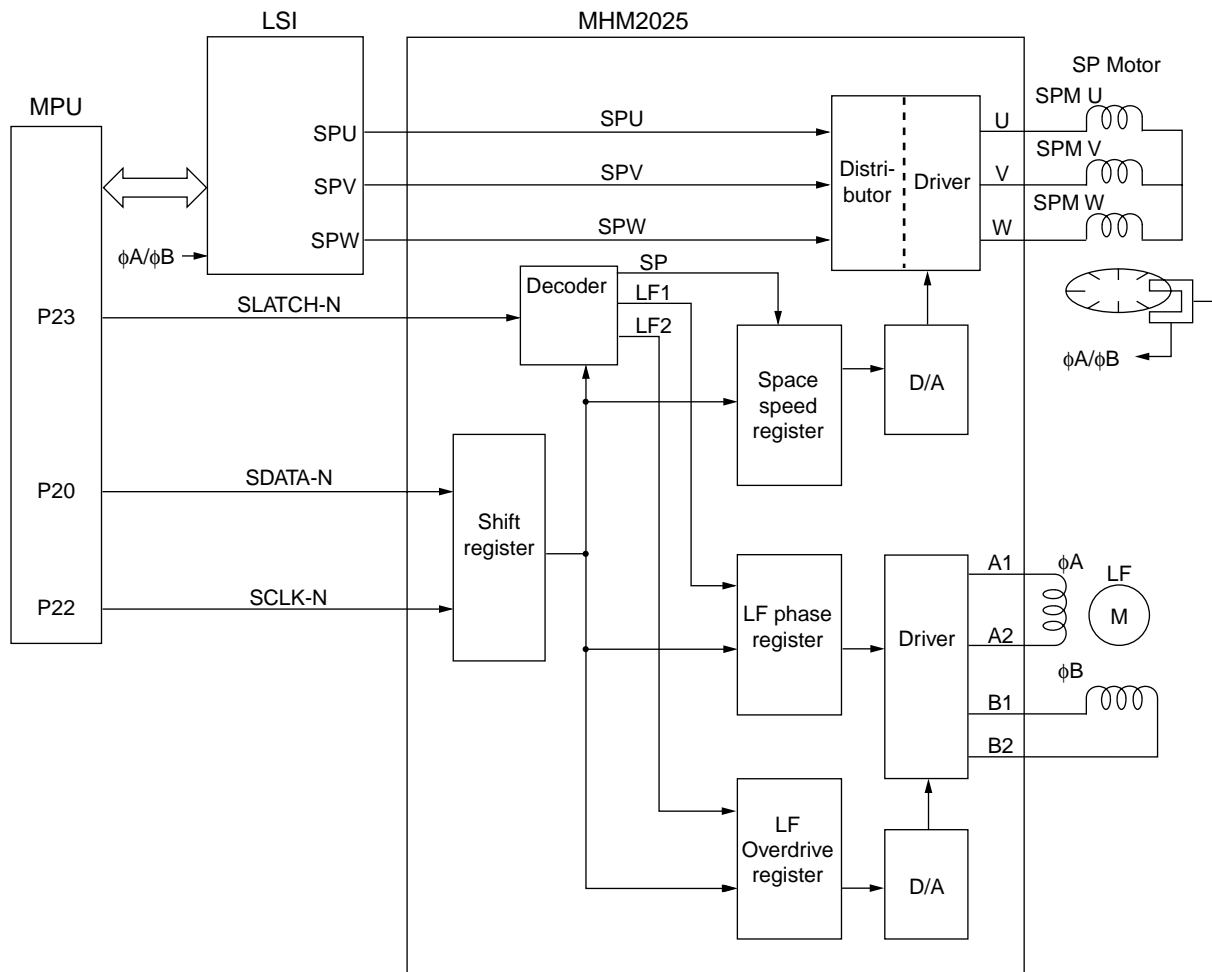 LSI
MHM2025
SP Motor
MPU
SPM U
SPU
SPU
U
SPM V
SPV
SPV
Distri-
butor
Driver
V
SPM W
SPW
SPW
W
φA/φB
SP
Decoder
LF1
P23
SLATCH-N
LF2
φA/φB
Space
speed
register
D/A
P20
SDATA-N
Shift
register
A1
φA
LF
P22
SCLK-N
LF phase
register
Driver
M
A2
φB
B1
B2
LF
Overdrive
register
D/A